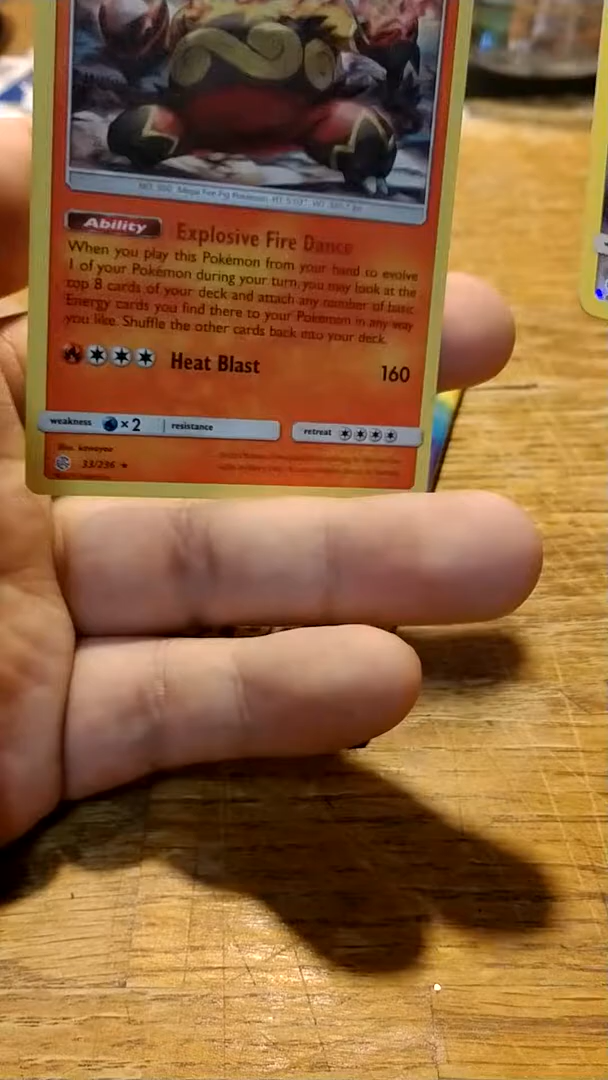 Ability Explosive Fire Dance
When you play this Pokémon from your hand to evolve
1 of your Pokémon during your turn, you may look at the
top 8 cards of your deck and attach any number of basic
Energy cards you find there to your Pokémon in any way
you like. Shuffle the other cards back into your deck.
Heat Blast 160
weakness ×2 resistance retreat
33/236